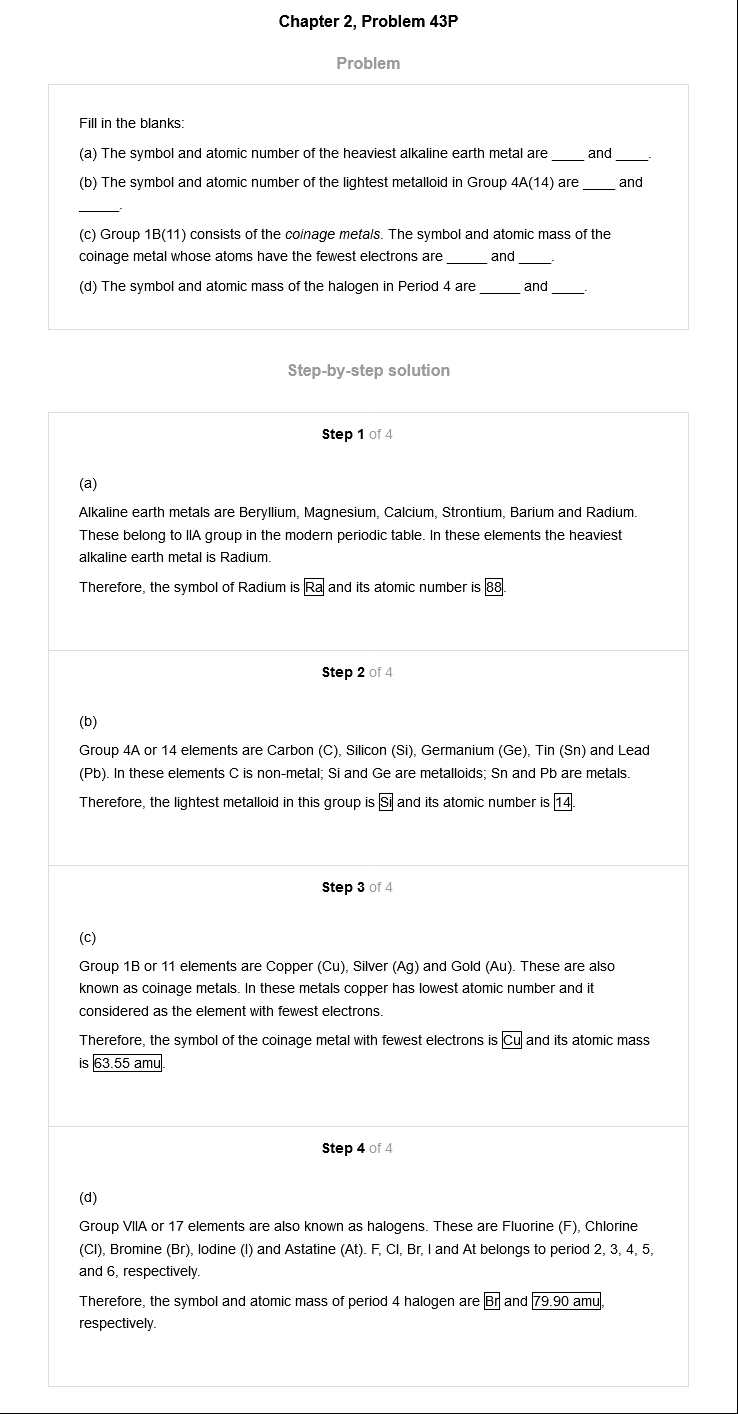 Chapter 2, Problem 43P
Problem
Fill in the blanks:
(a) The symbol and atomic number of the heaviest alkaline earth metal are ____ and ____.
(b) The symbol and atomic number of the lightest metalloid in Group 4A(14) are ____ and
_____.
(c) Group 1B(11) consists of the coinage metals. The symbol and atomic mass of the
coinage metal whose atoms have the fewest electrons are _____ and ____.
(d) The symbol and atomic mass of the halogen in Period 4 are _____ and ____.
Step-by-step solution
Step 1 of 4
(a)
Alkaline earth metals are Beryllium, Magnesium, Calcium, Strontium, Barium and Radium.
These belong to IIA group in the modern periodic table. In these elements the heaviest
alkaline earth metal is Radium.
Therefore, the symbol of Radium is Ra and its atomic number is 88.
Step 2 of 4
(b)
Group 4A or 14 elements are Carbon (C), Silicon (Si), Germanium (Ge), Tin (Sn) and Lead
(Pb). In these elements C is non-metal; Si and Ge are metalloids; Sn and Pb are metals.
Therefore, the lightest metalloid in this group is Si and its atomic number is 14.
Step 3 of 4
(c)
Group 1B or 11 elements are Copper (Cu), Silver (Ag) and Gold (Au). These are also
known as coinage metals. In these metals copper has lowest atomic number and it
considered as the element with fewest electrons.
Therefore, the symbol of the coinage metal with fewest electrons is Cu and its atomic mass
is 63.55 amu.
Step 4 of 4
(d)
Group VIIA or 17 elements are also known as halogens. These are Fluorine (F), Chlorine
(Cl), Bromine (Br), Iodine (I) and Astatine (At). F, Cl, Br, I and At belongs to period 2, 3, 4, 5,
and 6, respectively.
Therefore, the symbol and atomic mass of period 4 halogen are Br and 79.90 amu,
respectively.